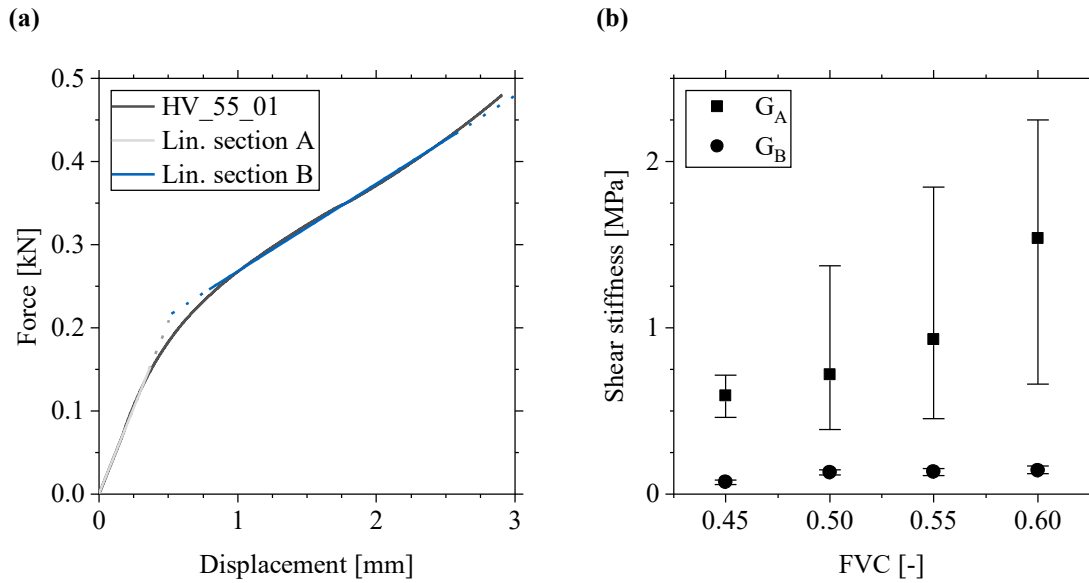 (a)
Force [kN]
0.5
0.4
0.3
0.2
0.1
0.0
HV_55_01
Lin. section A
Lin. section B
0
1
2
3
Displacement [mm]
(b)
Shear stiffness [MPa]
2
1
0
G_A
G_B
0.45
0.50
0.55
0.60
FVC [-]